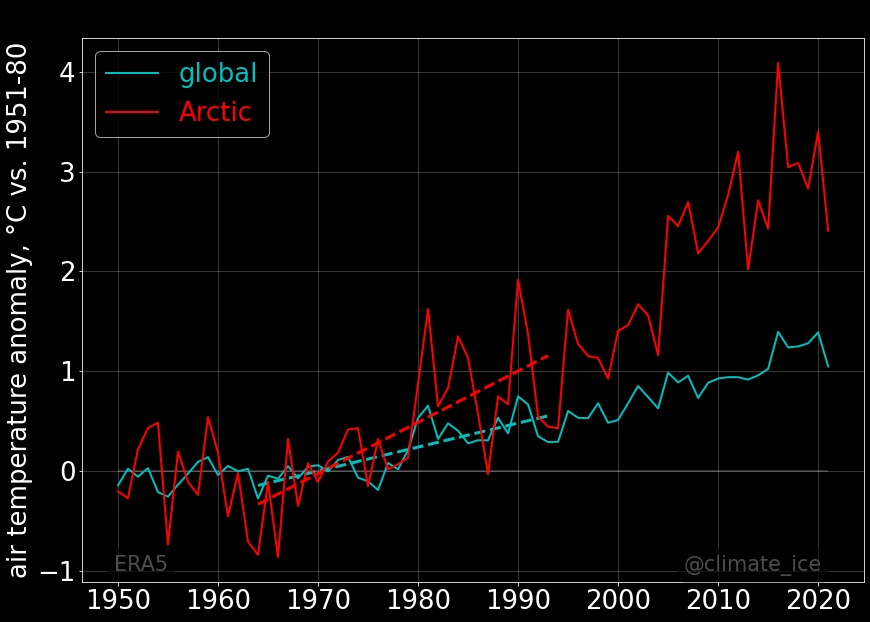 air temperature anomaly, °C vs. 1951-80
global
Arctic
4
3
2
1
0
−1
ERA5
@climate_ice
1950 1960 1970 1980 1990 2000 2010 2020